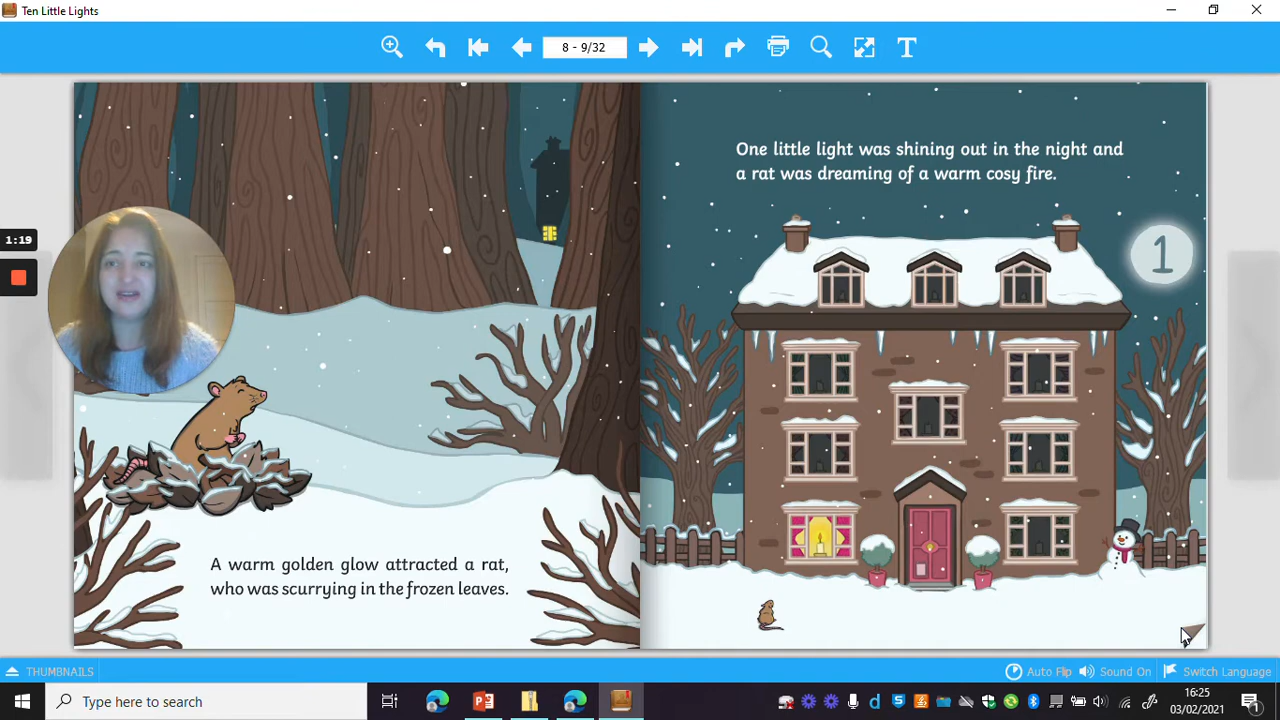 Ten Little Lights
8 - 9/32
T
1:19
One little light was shining out in the night and
a rat was dreaming of a warm cosy fire.
1
A warm golden glow attracted a rat,
who was scurrying in the frozen leaves.
THUMBNAILS
Auto Flip
Sound On
Switch Language
Type here to search
16:25
03/02/2021
1